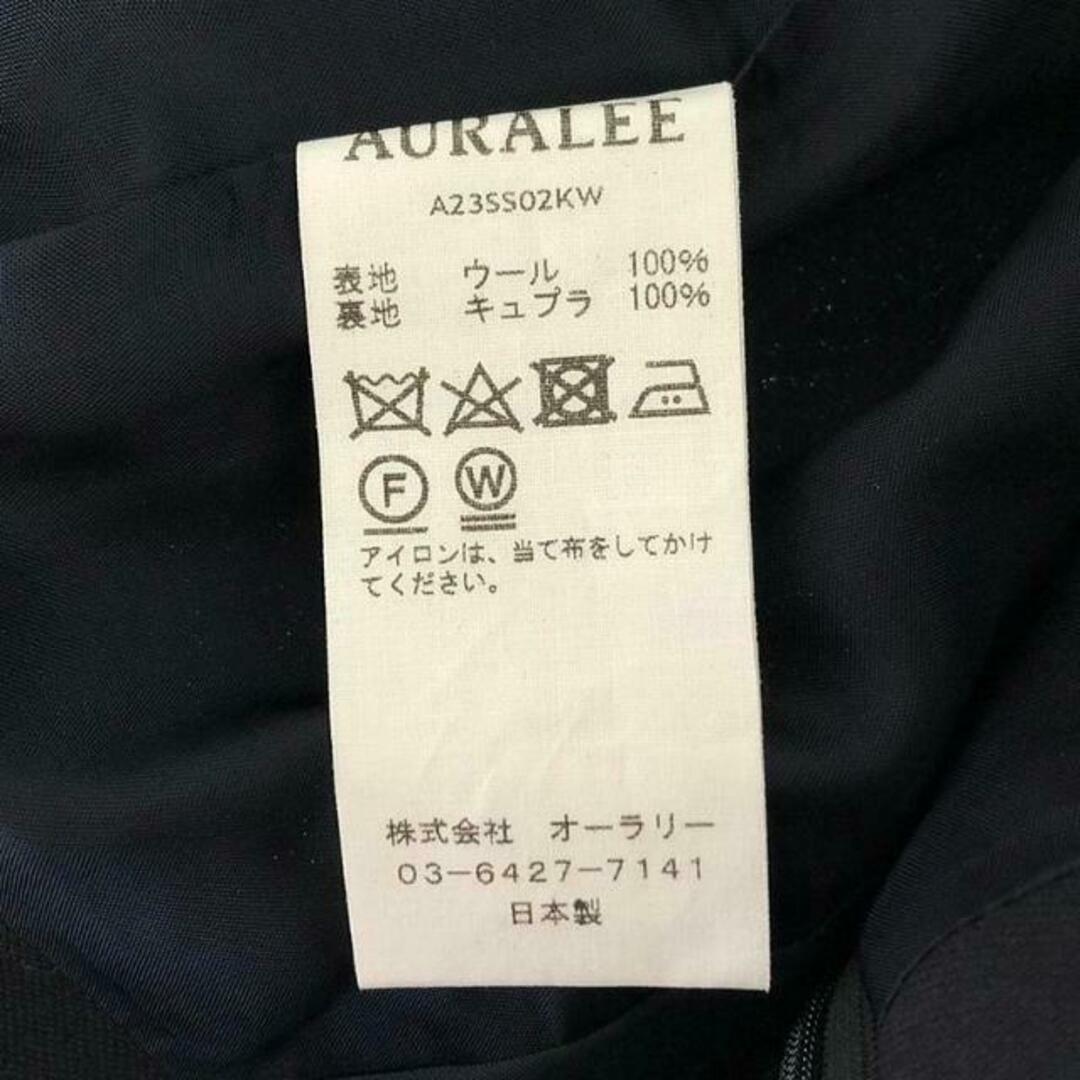 AURALEE
A23SS02KW
表地 ウール 100%
裏地 キュプラ 100%
F W
アイロンは、当て布をしてかけ
てください。
株式会社 オーラリー
03-6427-7141
日本製